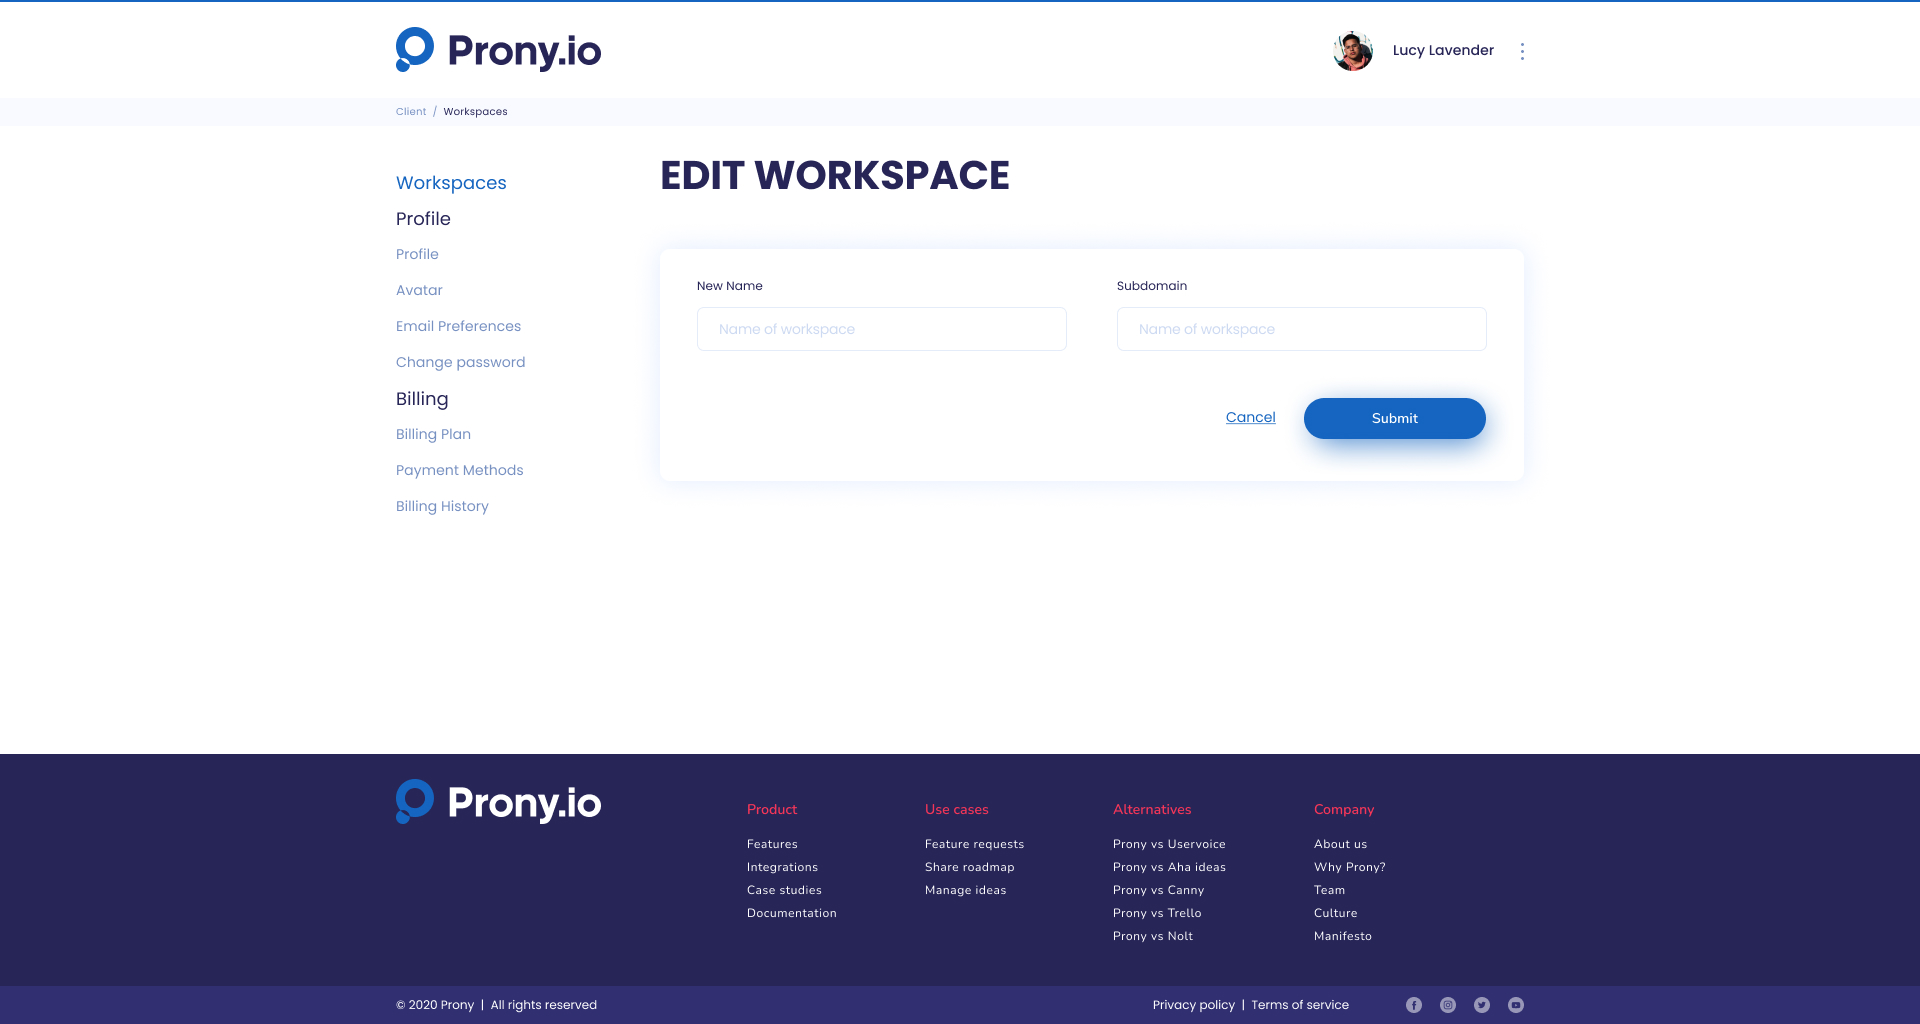 Prony.io
Lucy Lavender
Client / Workspaces
Workspaces
Profile
Profile
Avatar
Email Preferences
Change password
Billing
Billing Plan
Payment Methods
Billing History
EDIT WORKSPACE
New Name
Name of workspace
Subdomain
Name of workspace
Cancel
Submit
Prony.io
Product
Features
Integrations
Case studies
Documentation
Use cases
Feature requests
Share roadmap
Manage ideas
Alternatives
Prony vs Uservoice
Prony vs Aha ideas
Prony vs Canny
Prony vs Trello
Prony vs Nolt
Company
About us
Why Prony?
Team
Culture
Manifesto
© 2020 Prony | All rights reserved
Privacy policy | Terms of service